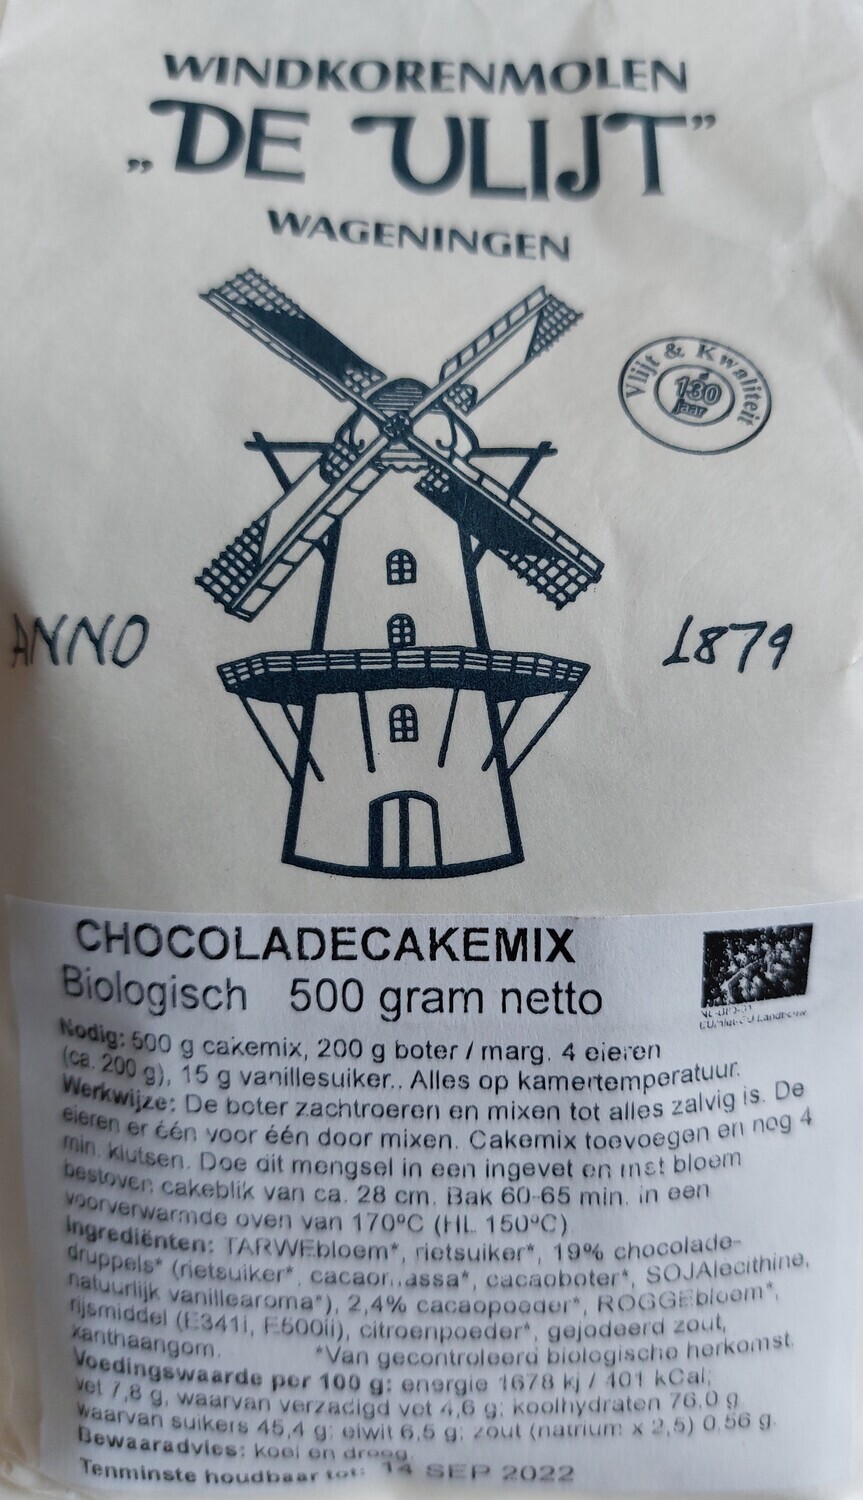 WINDKORENMOLEN
„DE VLIJT”
WAGENINGEN
Vlijt & Kwaliteit
130
jaar
ANNO 1879
CHOCOLADECAKEMIX
Biologisch 500 gram netto
Nodig: 500 g cakemix, 200 g boter / marg. 4 eieren
(ca. 200 g), 15 g vanillesuiker.. Alles op kamertemperatuur.
Werkwijze: De boter zachtroeren en mixen tot alles zalvig is. De
eieren er één voor één door mixen. Cakemix toevoegen en nog 4
min. klutsen. Doe dit mengsel in een ingevet en met bloem
bestoven cakeblik van ca. 28 cm. Bak 60-65 min. in een
voorverwarmde oven van 170ºC (HL 150ºC)
Ingrediënten: TARWEbloem*, rietsuiker*, 19% chocolade-
druppels* (rietsuiker*, cacaomassa*, cacaoboter*, SOJAlecithine,
natuurlijk vanillearoma*), 2,4% cacaopoeder*, ROGGEbloem*,
rijsmiddel (E341i, E500ii), citroenpoeder*, gejodeerd zout,
xanthaangom. *Van gecontroleerd biologische herkomst.
Voedingswaarde per 100 g: energie 1678 kj / 401 kCal;
vet 7,8 g, waarvan verzadigd vet 4,6 g; koolhydraten 76,0 g
waarvan suikers 45,4 g; eiwit 6,5 g; zout (natrium x 2,5) 0,56 g.
Bewaaradvies: koel en droog.
Tenminste houdbaar tot: 14 SEP 2022